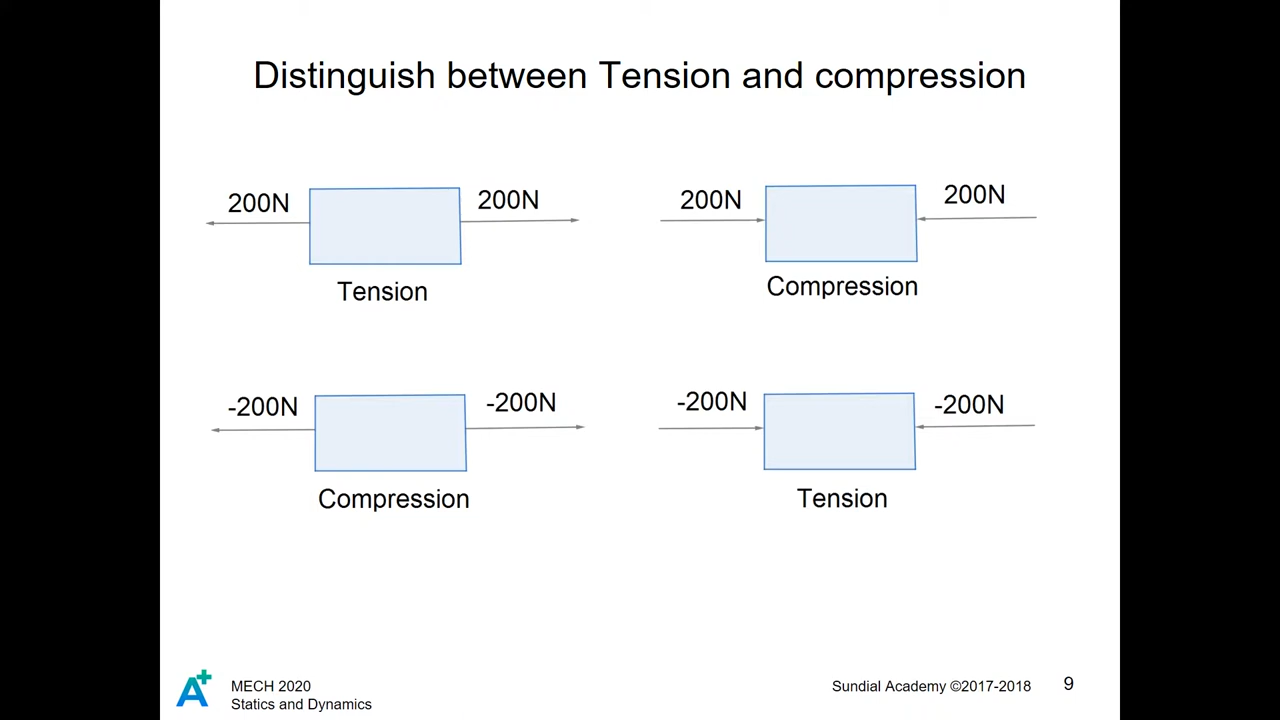 Distinguish between Tension and compression
200N
200N
Tension
200N
200N
Compression
-200N
-200N
Compression
-200N
-200N
Tension
A+
MECH 2020
Statics and Dynamics
Sundial Academy ©2017-2018
9